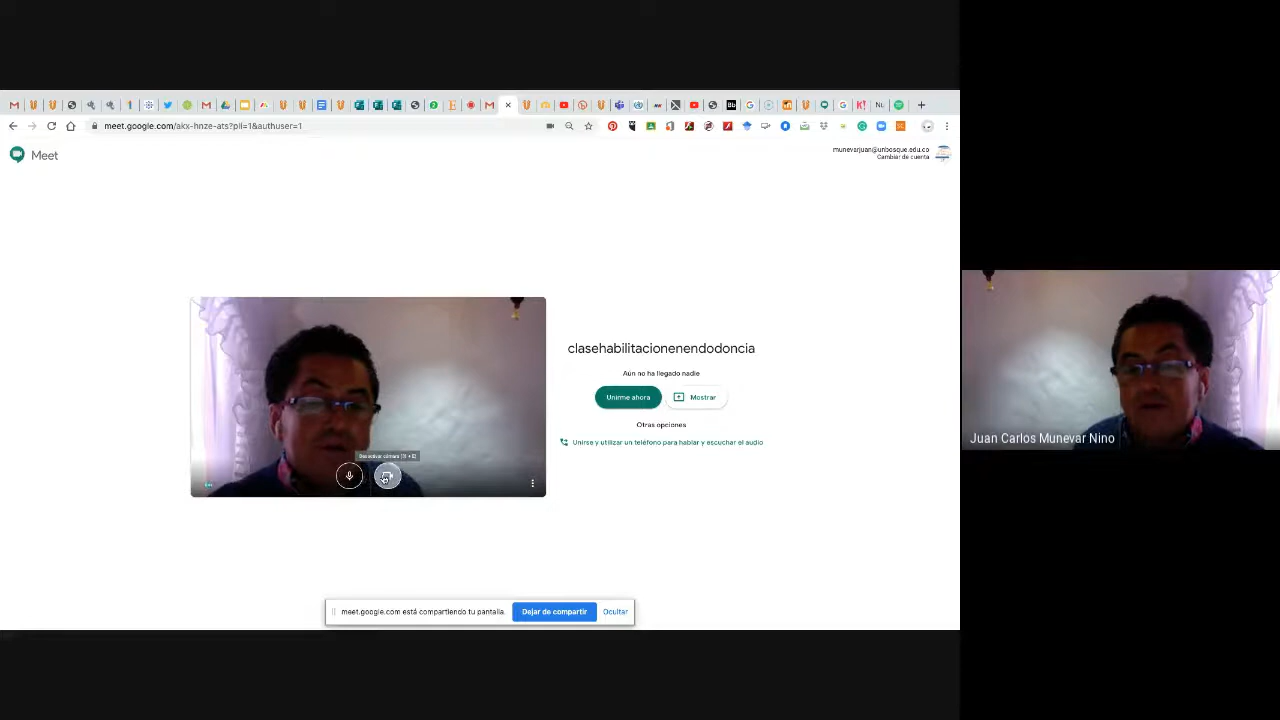 meet.google.com/akx-hnze-ats?pli=1&authuser=1
Meet
munevarjuan@unbosque.edu.co
Cambiar de cuenta
clasehabilitacionenendodoncia
Aún no ha llegado nadie
Unirme ahora
Mostrar
Otras opciones
Unirse y utilizar un teléfono para hablar y escuchar el audio
Juan Carlos Munevar Nino
meet.google.com está compartiendo tu pantalla.
Dejar de compartir
Ocultar